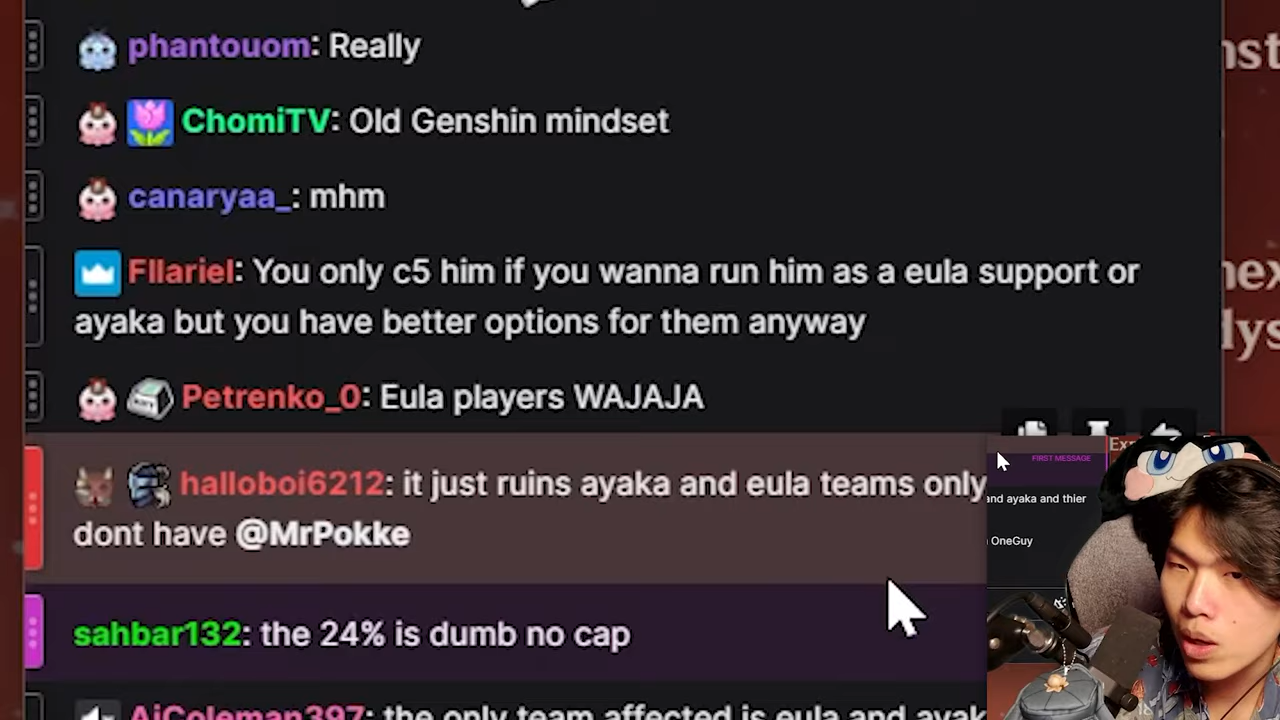 phantouom: Really
ChomiTV: Old Genshin mindset
canaryaa_: mhm
Fllariel: You only c5 him if you wanna run him as a eula support or
ayaka but you have better options for them anyway
Petrenko_0: Eula players WAJAJA
halloboi6212: it just ruins ayaka and eula teams only
dont have @MrPokke
sahbar132: the 24% is dumb no cap
AjColeman397: the only team affected is eula and
FIRST MESSAGE
and ayaka and thier
OneGuy